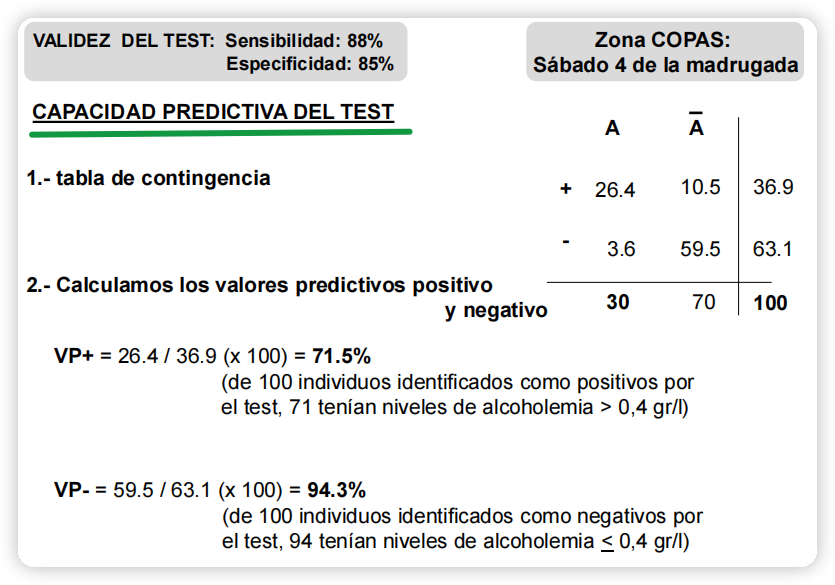 VALIDEZ DEL TEST: Sensibilidad: 88%
Especificidad: 85%
Zona COPAS:
Sábado 4 de la madrugada
CAPACIDAD PREDICTIVA DEL TEST
A A̅
1.- tabla de contingencia
+ 26.4 10.5 36.9
- 3.6 59.5 63.1
30 70 100
2.- Calculamos los valores predictivos positivo
y negativo
VP+ = 26.4 / 36.9 (x 100) = 71.5%
(de 100 individuos identificados como positivos por
el test, 71 tenían niveles de alcoholemia > 0,4 gr/l)
VP- = 59.5 / 63.1 (x 100) = 94.3%
(de 100 individuos identificados como negativos por
el test, 94 tenían niveles de alcoholemia < 0,4 gr/l)